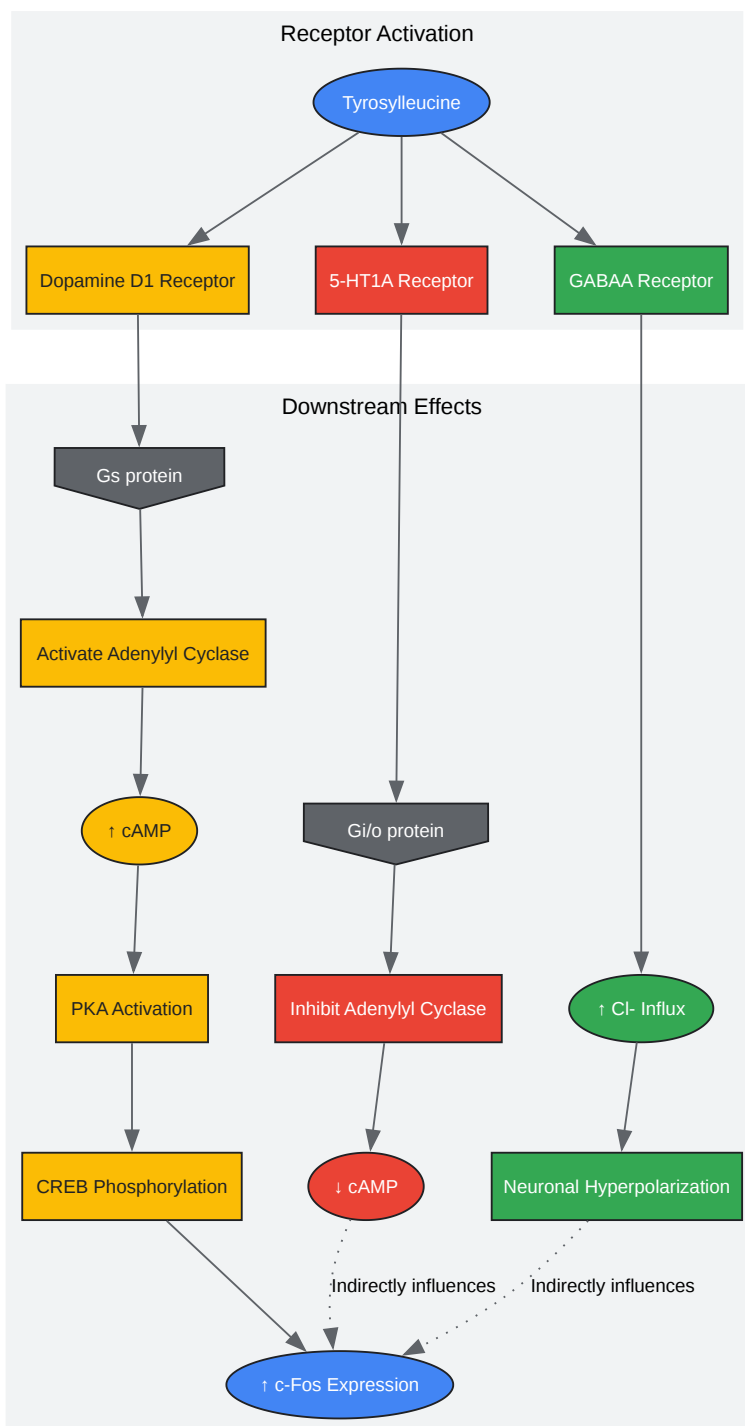 Receptor Activation
Tyrosylleucine
Dopamine D1 Receptor
5-HT1A Receptor
GABAA Receptor
Downstream Effects
Gs protein
Activate Adenylyl Cyclase
↑ cAMP
Gi/o protein
PKA Activation
Inhibit Adenylyl Cyclase
↑ Cl- Influx
CREB Phosphorylation
↓ cAMP
Neuronal Hyperpolarization
Indirectly influences
Indirectly influences
↑ c-Fos Expression